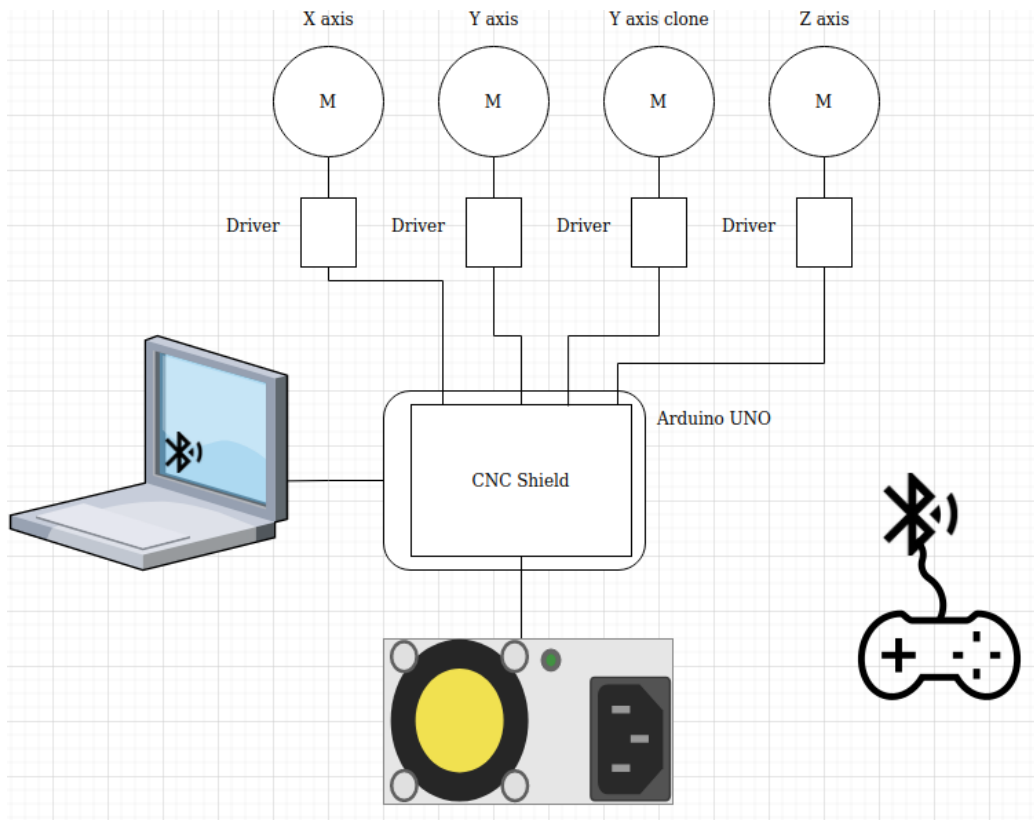 X axis
Y axis
Y axis clone
Z axis
M
M
M
M
Driver
Driver
Driver
Driver
Arduino UNO
CNC Shield